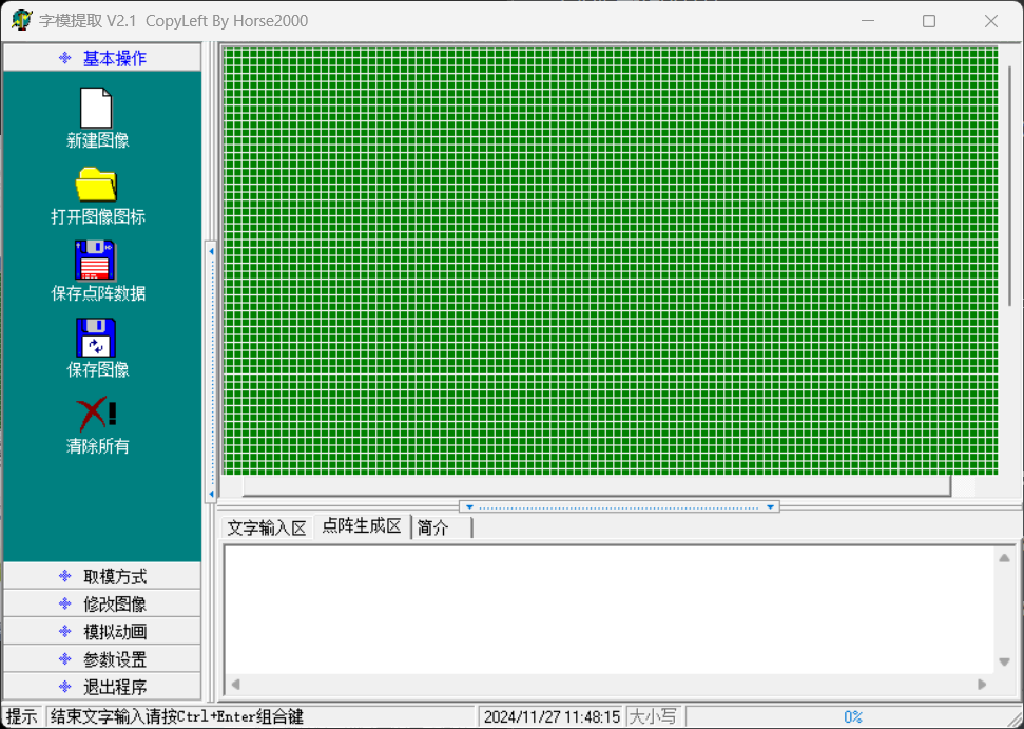 字模提取 V2.1 CopyLeft By Horse2000
基本操作
新建图像
打开图像图标
保存点阵数据
保存图像
清除所有
取模方式
修改图像
模拟动画
参数设置
退出程序
文字输入区 点阵生成区 简介
提示 结束文字输入请按Ctrl+Enter组合键 2024/11/27 11:48:15 大小写 0%